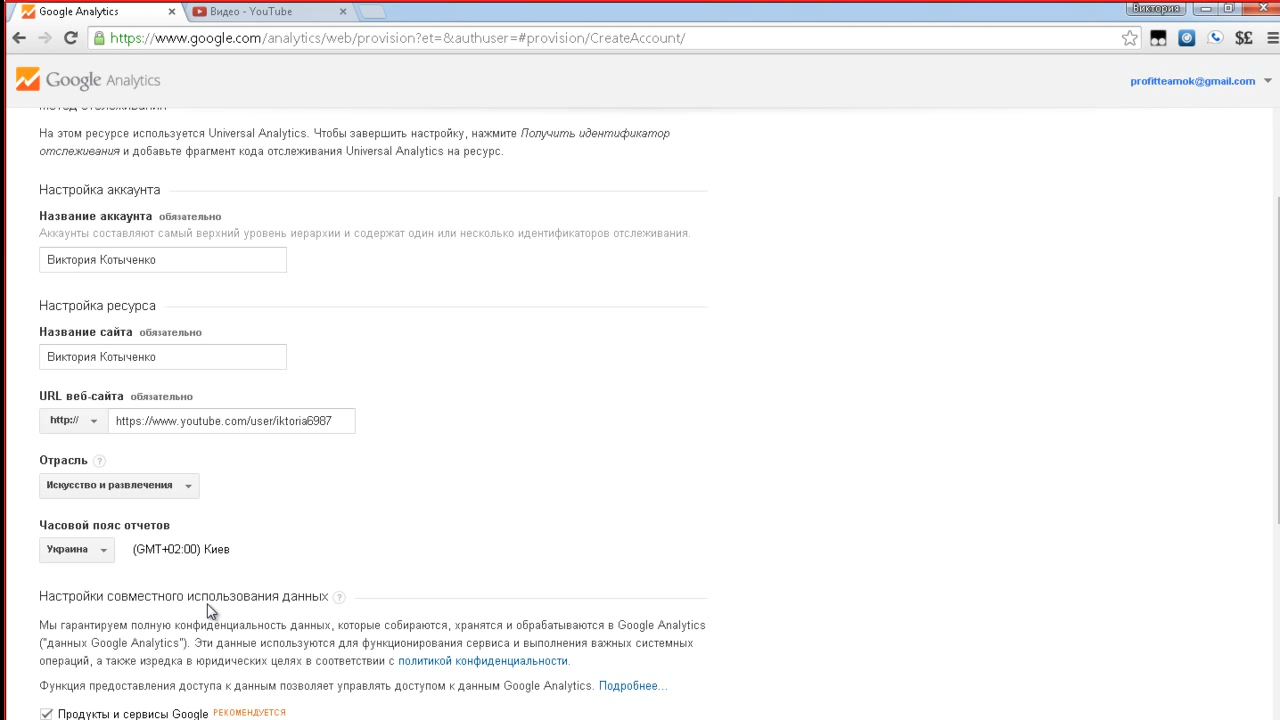 Google Analytics
Видео - YouTube
Виктория
https://www.google.com/analytics/web/provision?et=&authuser=#provision/CreateAccount/
$£
Google Analytics
profitteamok@gmail.com
Метод отслеживания
На этом ресурсе используется Universal Analytics. Чтобы завершить настройку, нажмите Получить идентификатор
отслеживания и добавьте фрагмент кода отслеживания Universal Analytics на ресурс.
Настройка аккаунта
Название аккаунта обязательно
Аккаунты составляют самый верхний уровень иерархии и содержат один или несколько идентификаторов отслеживания.
Виктория Котыченко
Настройка ресурса
Название сайта обязательно
Виктория Котыченко
URL веб-сайта обязательно
http:// https://www.youtube.com/user/iktoria6987
Отрасль ?
Искусство и развлечения
Часовой пояс отчетов
Украина (GMT+02:00) Киев
Настройки совместного использования данных ?
Мы гарантируем полную конфиденциальность данных, которые собираются, хранятся и обрабатываются в Google Analytics
("данных Google Analytics"). Эти данные используются для функционирования сервиса и выполнения важных системных
операций, а также изредка в юридических целях в соответствии с политикой конфиденциальности.
Функция предоставления доступа к данным позволяет управлять доступом к данным Google Analytics. Подробнее...
Продукты и сервисы Google РЕКОМЕНДУЕТСЯ